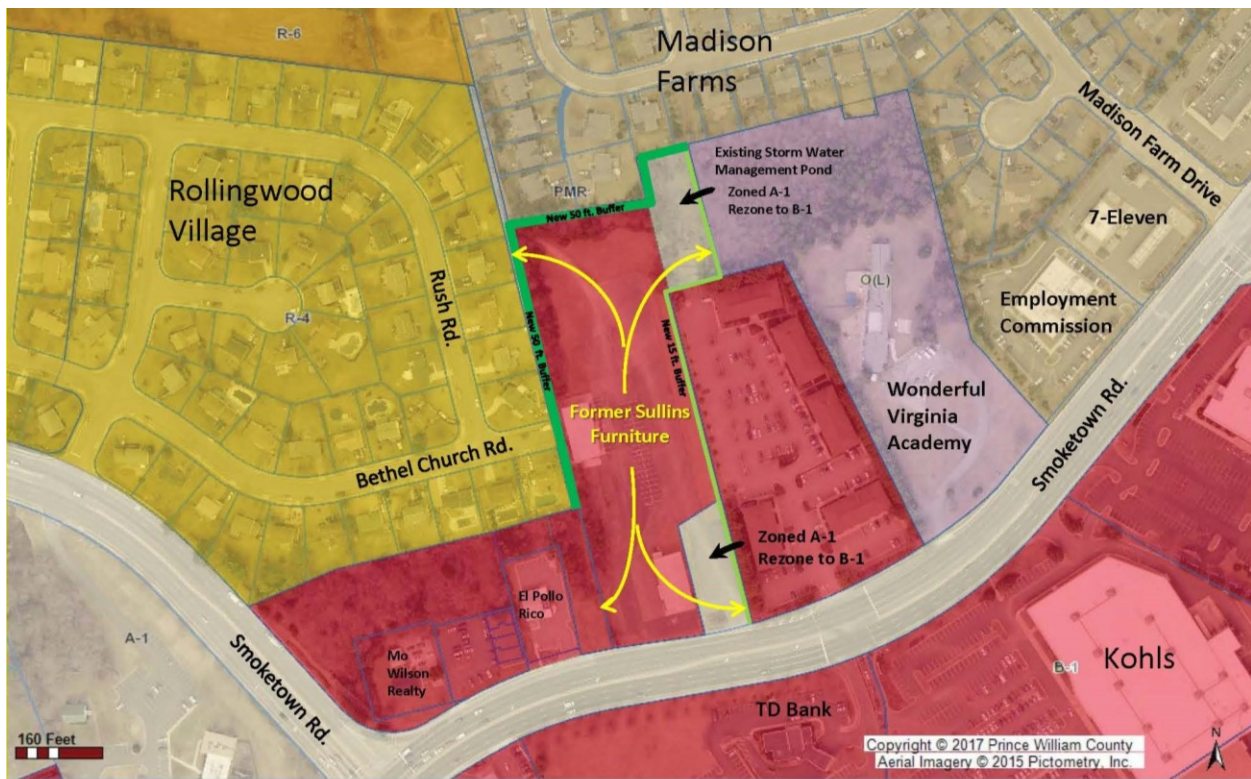 R-6
Madison
Farms
Madison Farm Drive
Rollingwood
Village
Existing Storm Water
Management Pond
Zoned A-1
Rezone to B-1
PMR
New 50 ft. Buffer
7-Eleven
Rush Rd.
R-4
O(L)
Employment
Commission
New 50 ft. Buffer
New 15 ft. Buffer
Former Sullins
Furniture
Wonderful
Virginia
Academy
Smoketown Rd.
Bethel Church Rd.
Zoned A-1
Rezone to B-1
El Pollo
Rico
A-1
Smoketown Rd.
Mo
Wilson
Realty
B-1
Kohls
TD Bank
160 Feet
N
Copyright © 2017 Prince William County
Aerial Imagery © 2015 Pictometry, Inc.